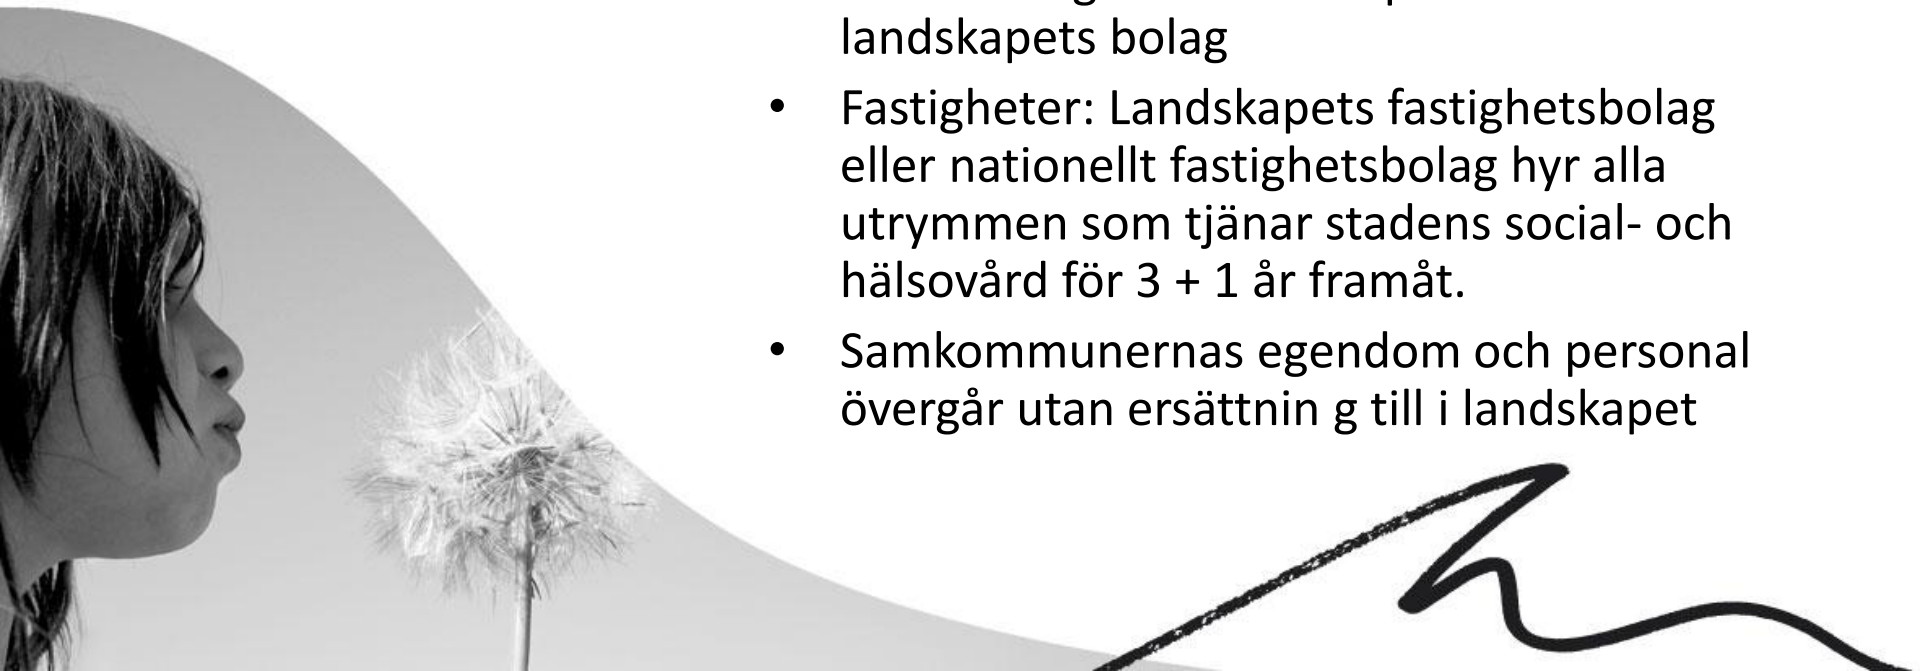 landskapets bolag
• Fastigheter: Landskapets fastighetsbolag
eller nationellt fastighetsbolag hyr alla
utrymmen som tjänar stadens social- och
hälsovård för 3 + 1 år framåt.
• Samkommunernas egendom och personal
övergår utan ersättnin g till i landskapet